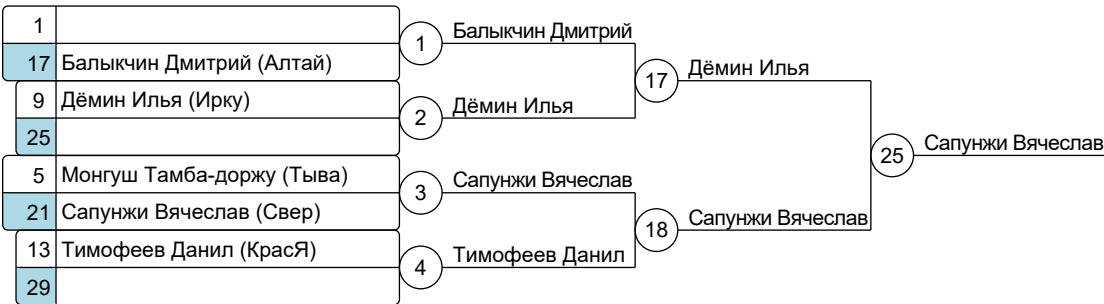 1
17 Балыкчин Дмитрий (Алтай)
1 Балыкчин Дмитрий
9 Дёмин Илья (Ирку)
25
2 Дёмин Илья
17 Дёмин Илья
5 Монгуш Тамба-доржу (Тыва)
21 Сапунжи Вячеслав (Свер)
3 Сапунжи Вячеслав
13 Тимофеев Данил (КрасЯ)
29
4 Тимофеев Данил
18 Сапунжи Вячеслав
25 Сапунжи Вячеслав